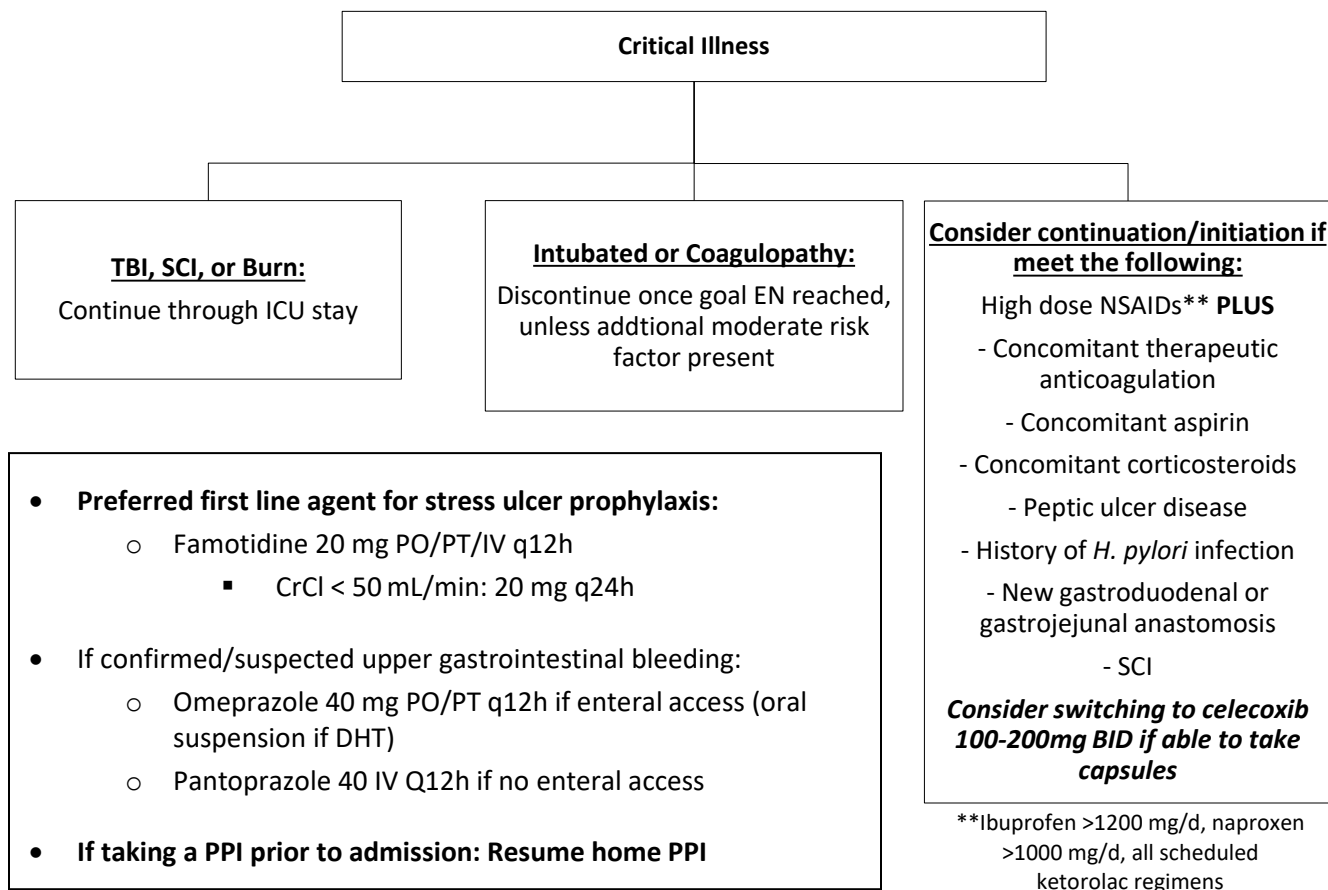 Critical Illness
TBI, SCI, or Burn:
Continue through ICU stay
Intubated or Coagulopathy:
Discontinue once goal EN reached,
unless addtional moderate risk
factor present
Consider continuation/initiation if
meet the following:
High dose NSAIDs** PLUS
- Concomitant therapeutic
anticoagulation
- Concomitant aspirin
- Concomitant corticosteroids
- Peptic ulcer disease
- History of H. pylori infection
- New gastroduodenal or
gastrojejunal anastomosis
- SCI
Consider switching to celecoxib
100-200mg BID if able to take
capsules
**Ibuprofen >1200 mg/d, naproxen
>1000 mg/d, all scheduled
ketorolac regimens
• Preferred first line agent for stress ulcer prophylaxis:
o Famotidine 20 mg PO/PT/IV q12h
▪ CrCl < 50 mL/min: 20 mg q24h
• If confirmed/suspected upper gastrointestinal bleeding:
o Omeprazole 40 mg PO/PT q12h if enteral access (oral
suspension if DHT)
o Pantoprazole 40 IV Q12h if no enteral access
• If taking a PPI prior to admission: Resume home PPI